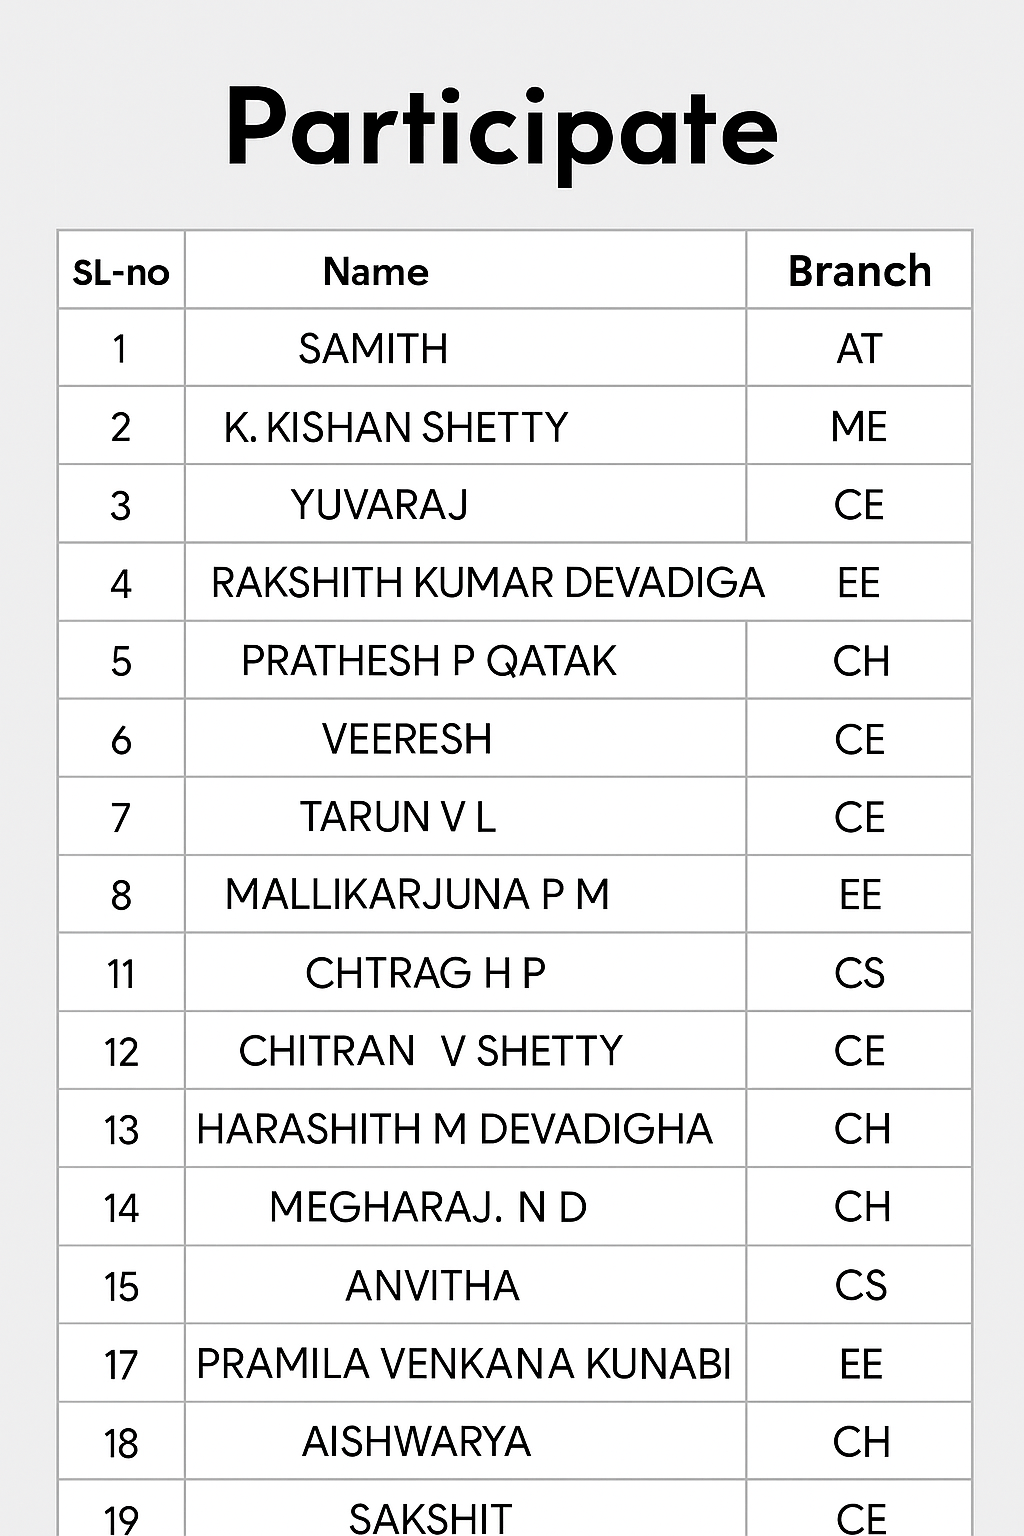 Participate
SL-no Name Branch
1 SAMITH AT
2 K. KISHAN SHETTY ME
3 YUVARAJ CE
4 RAKSHITH KUMAR DEVADIGA EE
5 PRATHESH P QATAK CH
6 VEERESH CE
7 TARUN V L CE
8 MALLIKARJUNA P M EE
11 CHTRAG H P CS
12 CHITRAN V SHETTY CE
13 HARASHITH M DEVADIGHA CH
14 MEGHARAJ. N D CH
15 ANVITHA CS
17 PRAMILA VENKANA KUNABI EE
18 AISHWARYA CH
19 SAKSHIT CE